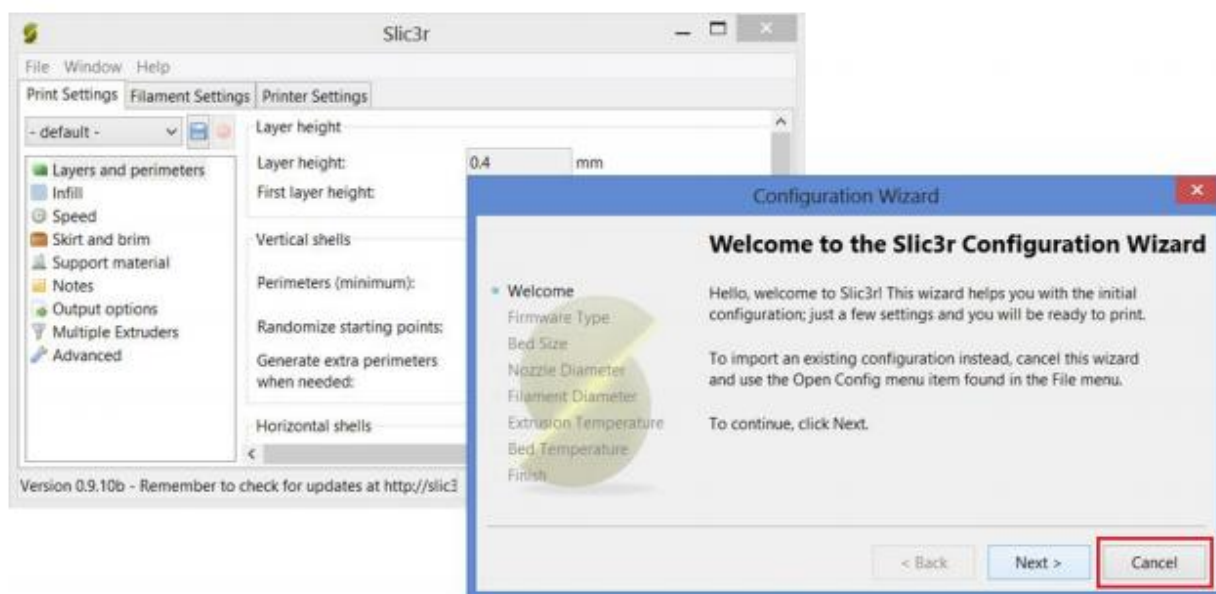 Slic3r
File Window Help
Print Settings Filament Settings Printer Settings
- default -
Layers and perimeters
Infill
Speed
Skirt and brim
Support material
Notes
Output options
Multiple Extruders
Advanced
Layer height
Layer height: 0.4 mm
First layer height:
Vertical shells
Perimeters (minimum):
Randomize starting points:
Generate extra perimeters
when needed:
Horizontal shells
Version 0.9.10b - Remember to check for updates at http://slic3
Configuration Wizard
Welcome to the Slic3r Configuration Wizard
Welcome
Firmware Type
Bed Size
Nozzle Diameter
Filament Diameter
Extrusion Temperature
Bed Temperature
Finish
Hello, welcome to Slic3r! This wizard helps you with the initial
configuration; just a few settings and you will be ready to print.
To import an existing configuration instead, cancel this wizard
and use the Open Config menu item found in the File menu.
To continue, click Next.
< Back Next > Cancel